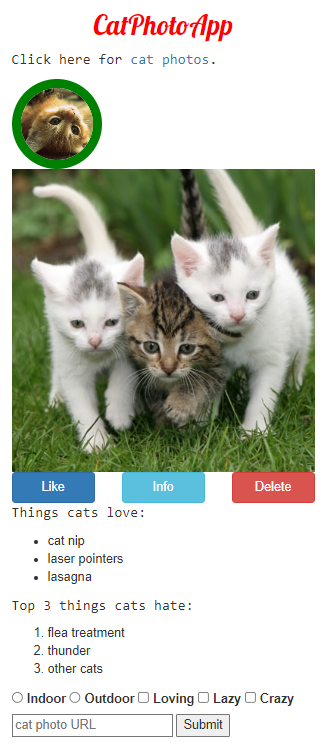 CatPhotoApp
Click here for cat photos.
Like Info Delete
Things cats love:
cat nip
laser pointers
lasagna
Top 3 things cats hate:
1. flea treatment
2. thunder
3. other cats
Indoor Outdoor Loving Lazy Crazy
cat photo URL Submit